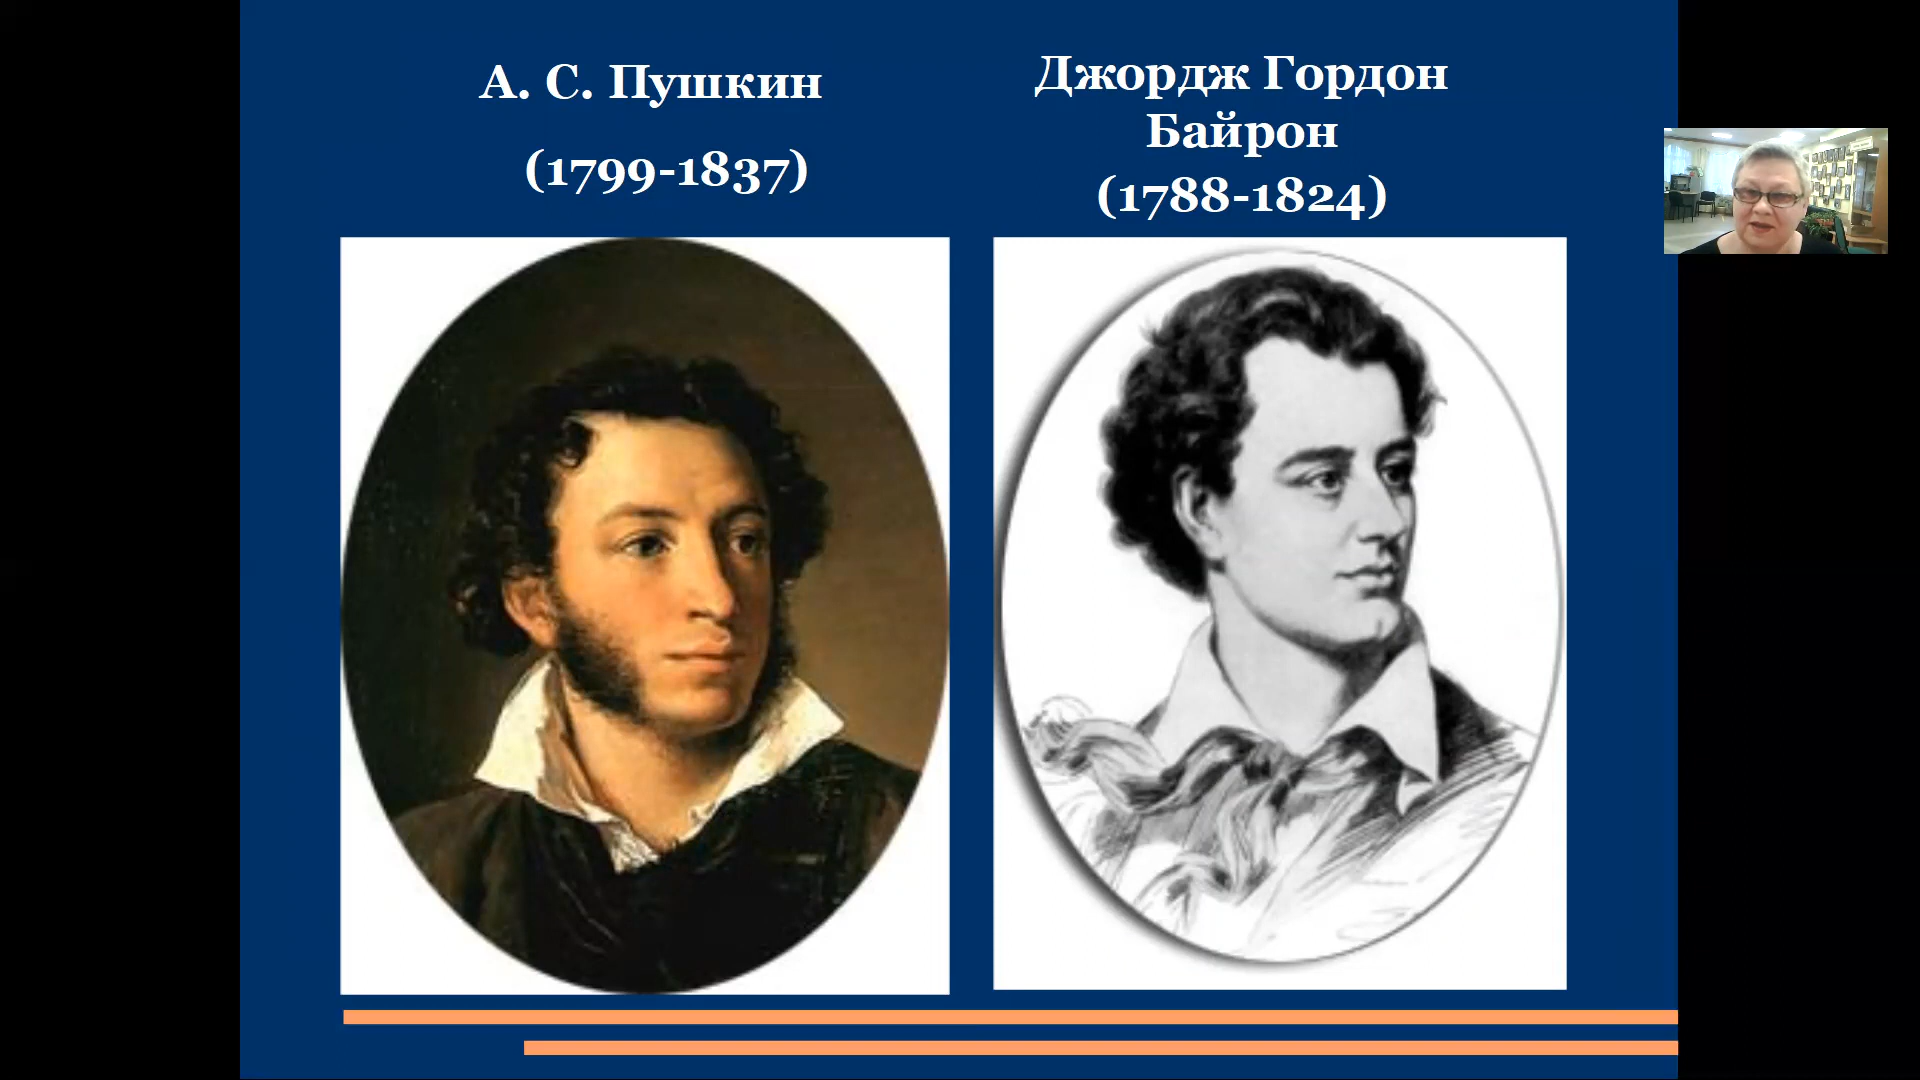 А. С. Пушкин
(1799-1837)
Джордж Гордон
Байрон
(1788-1824)